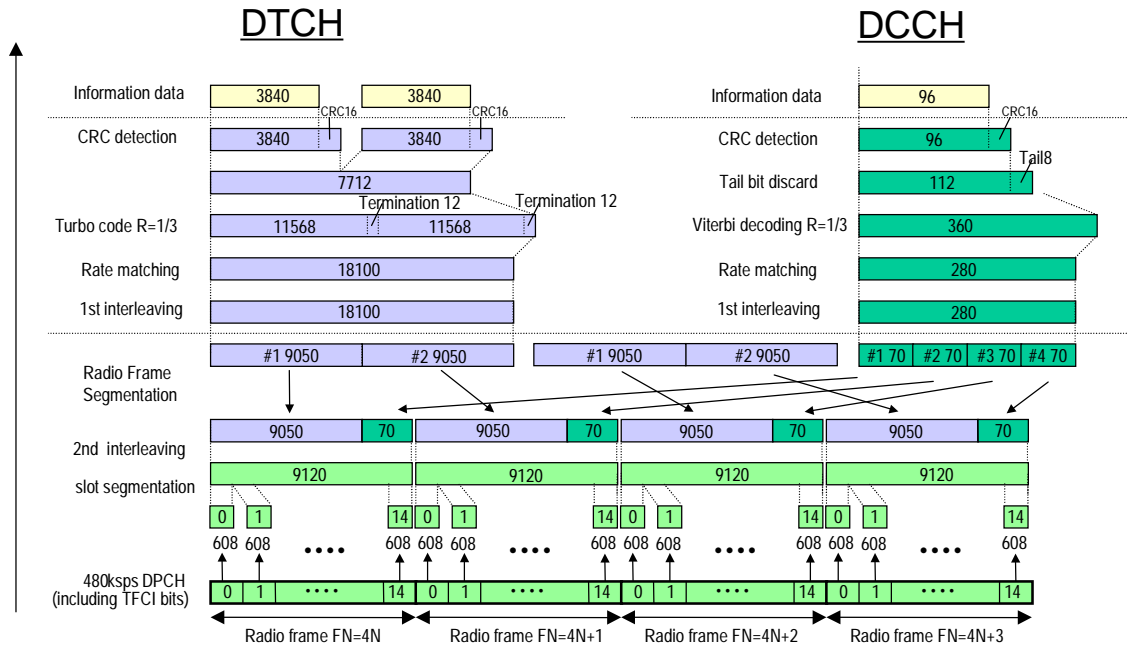 DTCH
DCCH
Information data
3840
3840
Information data
96
CRC16
CRC16
CRC16
CRC detection
3840
3840
CRC detection
96
Tail8
7712
Tail bit discard
112
Termination 12
Termination 12
Turbo code R=1/3
11568
11568
Viterbi decoding R=1/3
360
Rate matching
18100
Rate matching
280
1st interleaving
18100
1st interleaving
280
Radio Frame
Segmentation
#1 9050
#2 9050
#1 9050
#2 9050
#1 70
#2 70
#3 70
#4 70
2nd interleaving
9050
70
9050
70
9050
70
9050
70
slot segmentation
9120
9120
9120
9120
0
1
14
0
1
14
0
1
14
0
1
14
608
608
••••
608
608
608
••••
608
608
608
••••
608
608
608
••••
608
480ksps DPCH
(including TFCI bits)
0
1
••••
14
0
1
••••
14
0
1
••••
14
0
1
••••
14
Radio frame FN=4N
Radio frame FN=4N+1
Radio frame FN=4N+2
Radio frame FN=4N+3